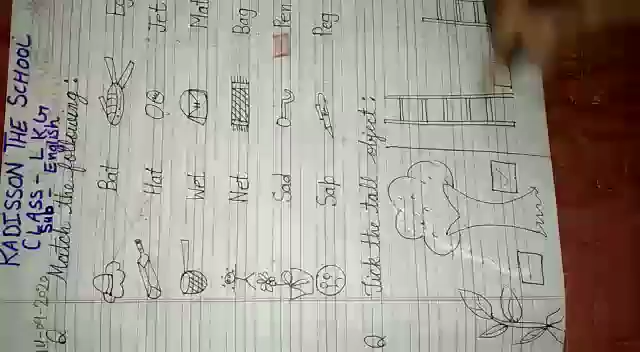 RADISSON THE SCHOOL
CLASS - LKG
Sub - English
Q Match the following:
Bat
Hat Jet
Wet Mat
Net Bag
Sad Pen
Sap Peg
Q Tick the tall object: